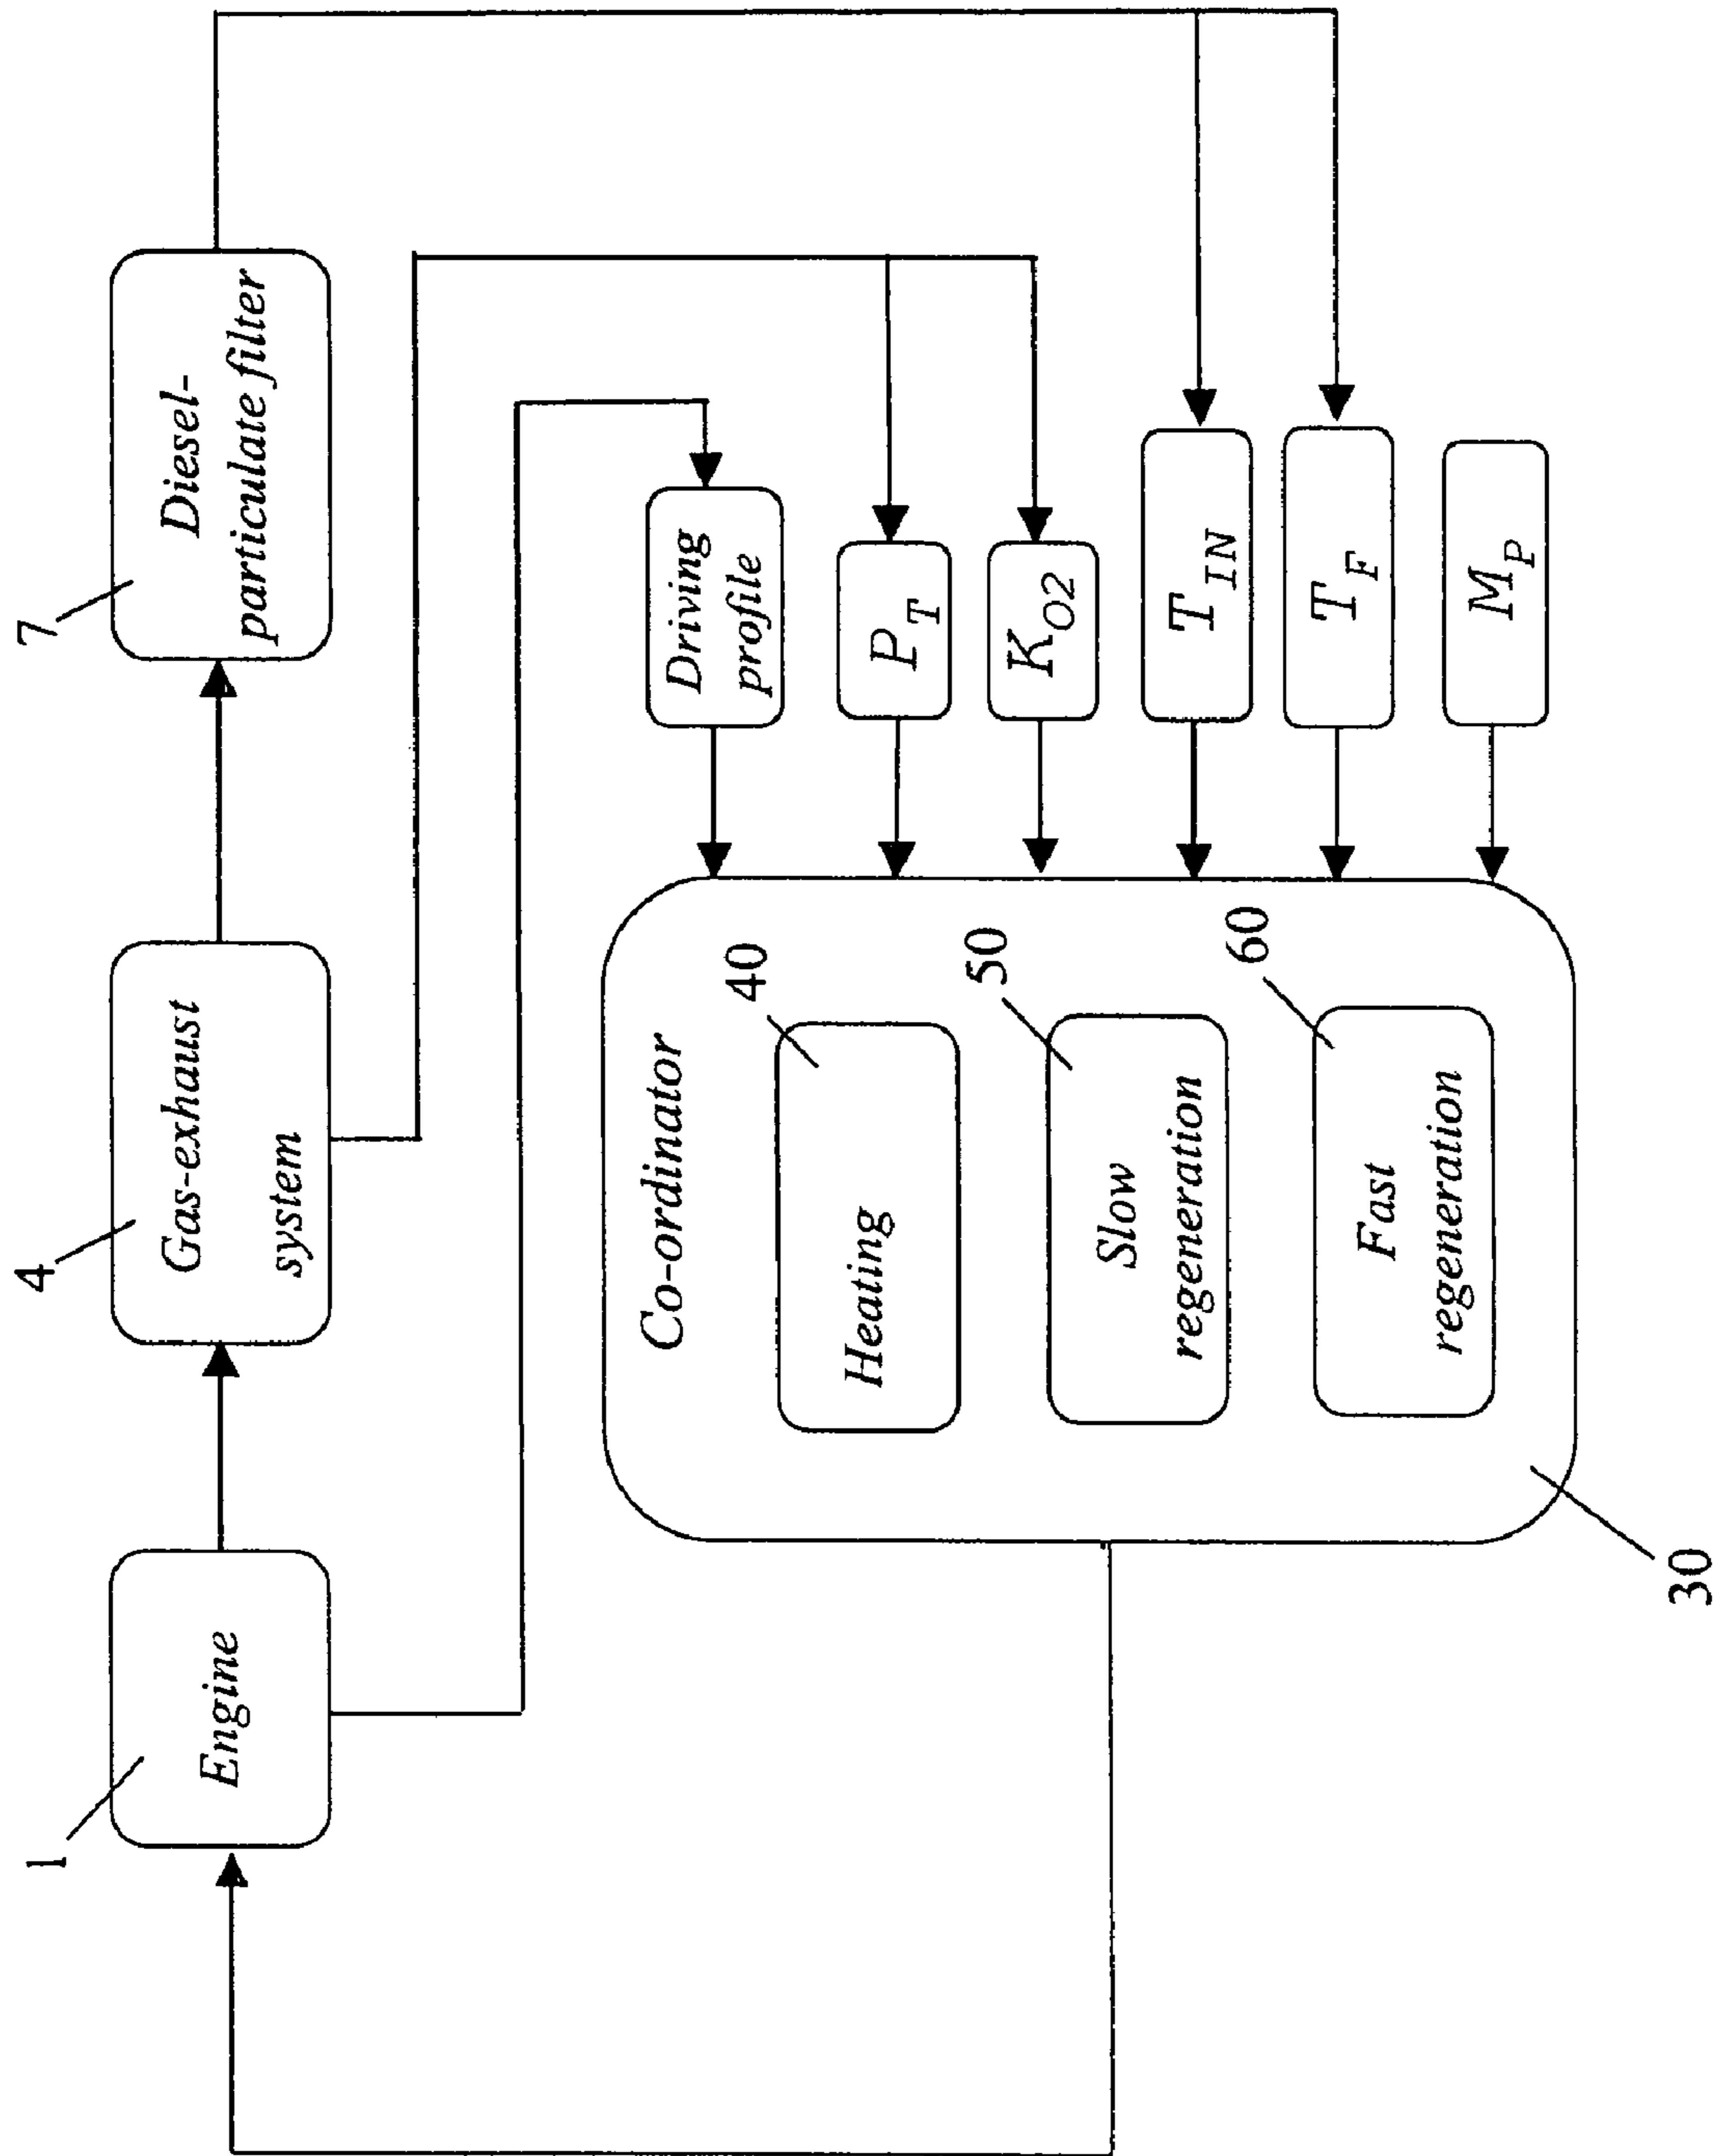 1
Engine
4
Gas-exhaust
system
7
Diesel-
particulate filter
Co-ordinator
Heating
40
Slow
regeneration
50
Fast
regeneration
60
30
Driving
profile
P_T
K_O2
T_IN
T_F
M_P